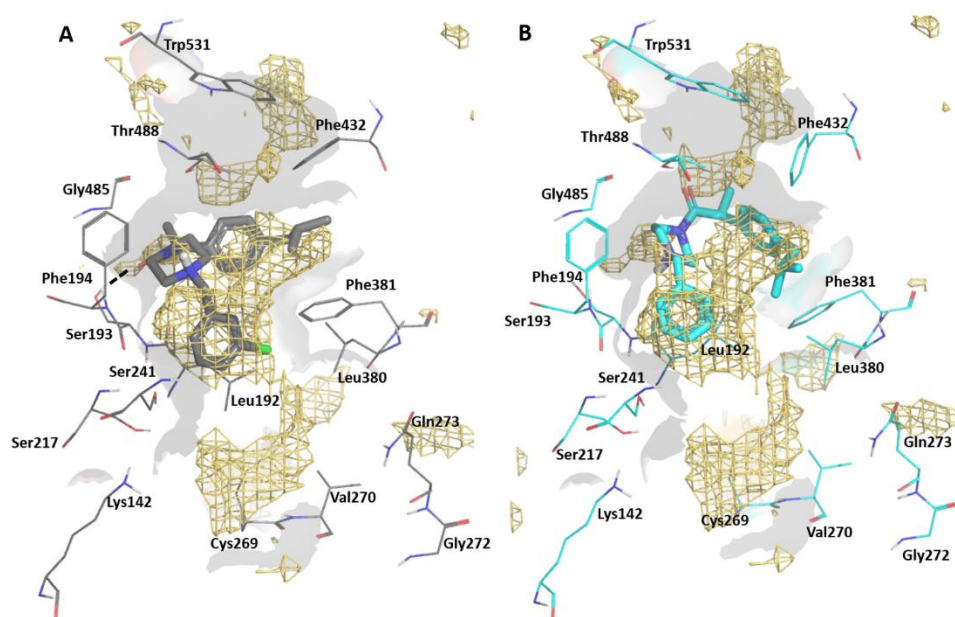 A
Trp531
Thr488
Phe432
Gly485
Phe194
Phe381
Ser193
Ser241
Leu192
Leu380
Ser217
Gln273
Lys142
Val270
Cys269
Gly272
B
Trp531
Thr488
Phe432
Gly485
Phe194
Phe381
Ser193
Leu192
Ser241
Leu380
Ser217
Gln273
Lys142
Cys269
Val270
Gly272